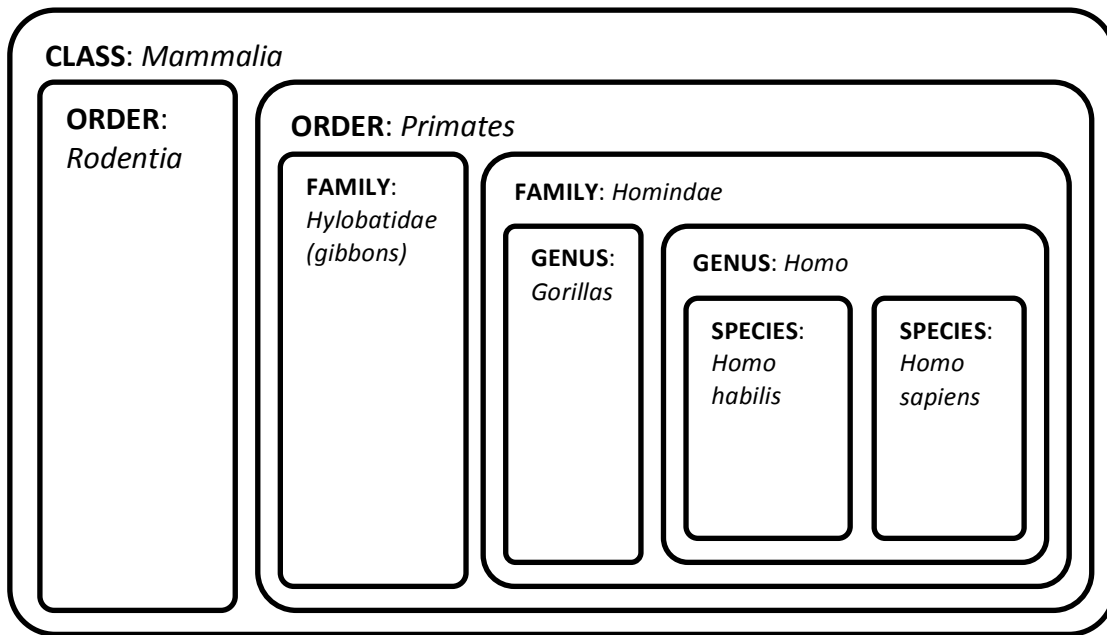 CLASS: Mammalia
ORDER:
Rodentia
ORDER: Primates
FAMILY:
Hylobatidae
(gibbons)
FAMILY: Homindae
GENUS:
Gorillas
GENUS: Homo
SPECIES:
Homo
habilis
SPECIES:
Homo
sapiens